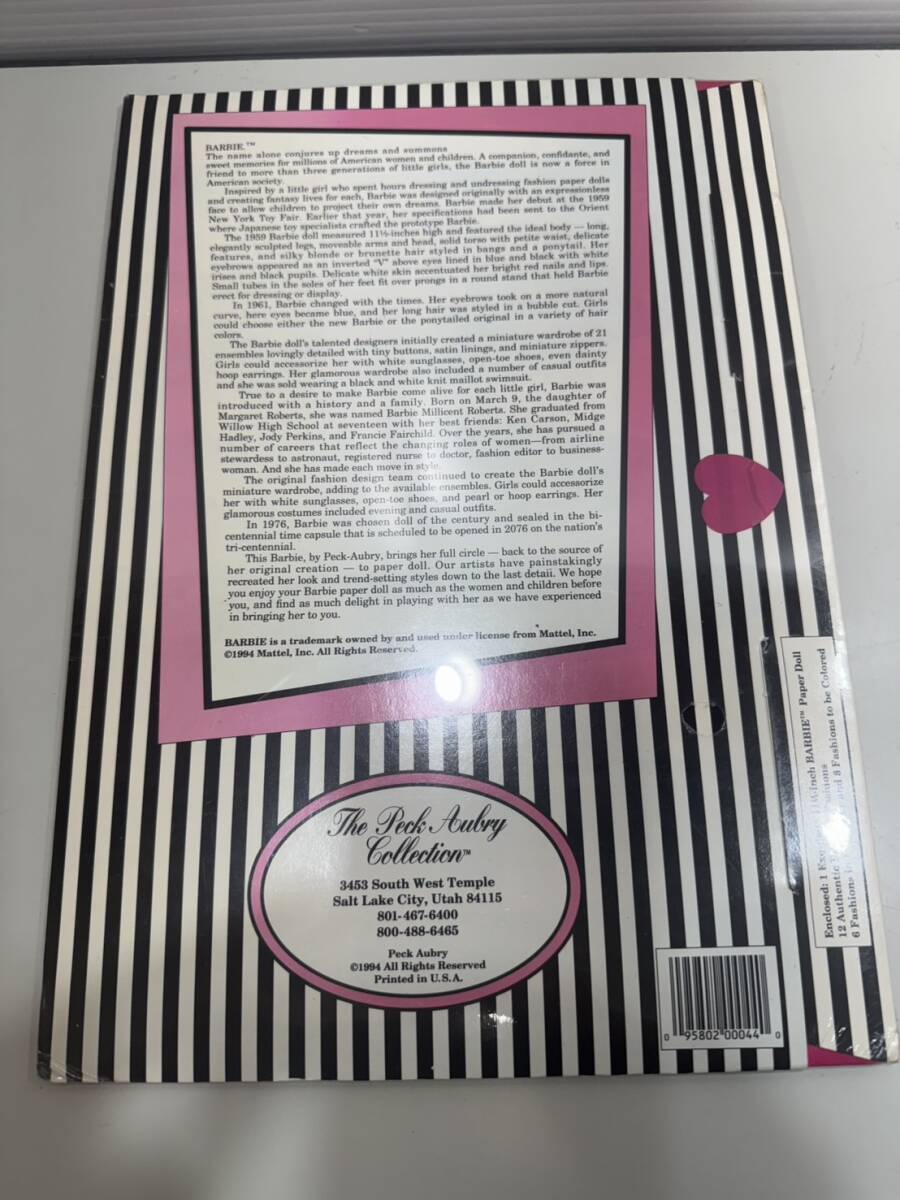 BARBIE.™
The name alone conjures up dreams and summons
sweet memories for millions of American women and children. A companion, confidante, and
friend to more than three generations of little girls, the Barbie doll is now a force in
American society.
Inspired by a little girl who spent hours dressing and undressing fashion paper dolls
and creating fantasy lives for each, Barbie was designed originally with an expressionless
face to allow children to project their own dreams. Barbie made her debut at the 1959
New York Toy Fair. Earlier that year, her specifications had been sent to the Orient
where Japanese toy specialists crafted the prototype Barbie.
The 1959 Barbie doll measured 11½-inches high and featured the ideal body — long,
elegantly sculpted legs, moveable arms and head, solid torso with petite waist, delicate
features, and silky blonde or brunette hair styled in bangs and a ponytail. Her
eyebrows appeared as an inverted "V" above eyes lined in blue and black with white
irises and black pupils. Delicate white skin accentuated her bright red nails and lips.
Small tubes in the soles of her feet fit over prongs in a round stand that held Barbie
erect for dressing or display.
In 1961, Barbie changed with the times. Her eyebrows took on a more natural
curve, here eyes became blue, and her long hair was styled in a bubble cut. Girls
could choose either the new Barbie or the ponytailed original in a variety of hair
colors.
The Barbie doll's talented designers initially created a miniature wardrobe of 21
ensembles lovingly detailed with tiny buttons, satin linings, and miniature zippers.
Girls could accessorize her with white sunglasses, open-toe shoes, even dainty
hoop earrings. Her glamorous wardrobe also included a number of casual outfits
and she was sold wearing a black and white knit maillot swimsuit.
True to a desire to make Barbie come alive for each little girl, Barbie was
introduced with a history and a family. Born on March 9, the daughter of
Margaret Roberts, she was named Barbie Millicent Roberts. She graduated from
Willow High School at seventeen with her best friends: Ken Carson, Midge
Hadley, Jody Perkins, and Francie Fairchild. Over the years, she has pursued a
number of careers that reflect the changing roles of women—from airline
stewardess to astronaut, registered nurse to doctor, fashion editor to business-
woman. And she has made each move in style.
The original fashion design team continued to create the Barbie doll's
miniature wardrobe, adding to the available ensembles. Girls could accessorize
her with white sunglasses, open-toe shoes, and pearl or hoop earrings. Her
glamorous costumes included evening and casual outfits.
In 1976, Barbie was chosen doll of the century and sealed in the bi-
centennial time capsule that is scheduled to be opened in 2076 on the nation's
tri-centennial.
This Barbie, by Peck-Aubry, brings her full circle — back to the source of
her original creation — to paper doll. Our artists have painstakingly
recreated her look and trend-setting styles down to the last detail. We hope
you enjoy your Barbie paper doll as much as the women and children before
you, and find as much delight in playing with her as we have experienced
in bringing her to you.
BARBIE is a trademark owned by and used under license from Mattel, Inc.
©1994 Mattel, Inc. All Rights Reserved.
The Peck Aubry
Collection™
3453 South West Temple
Salt Lake City, Utah 84115
801-467-6400
800-488-6465
Peck Aubry
©1994 All Rights Reserved
Printed in U.S.A.
Enclosed: 1 11½-Inch BARBIE™ Paper Doll
12 Authentic
6 Fashions and 8 Fashions to be Colored
0 95802 00044 0